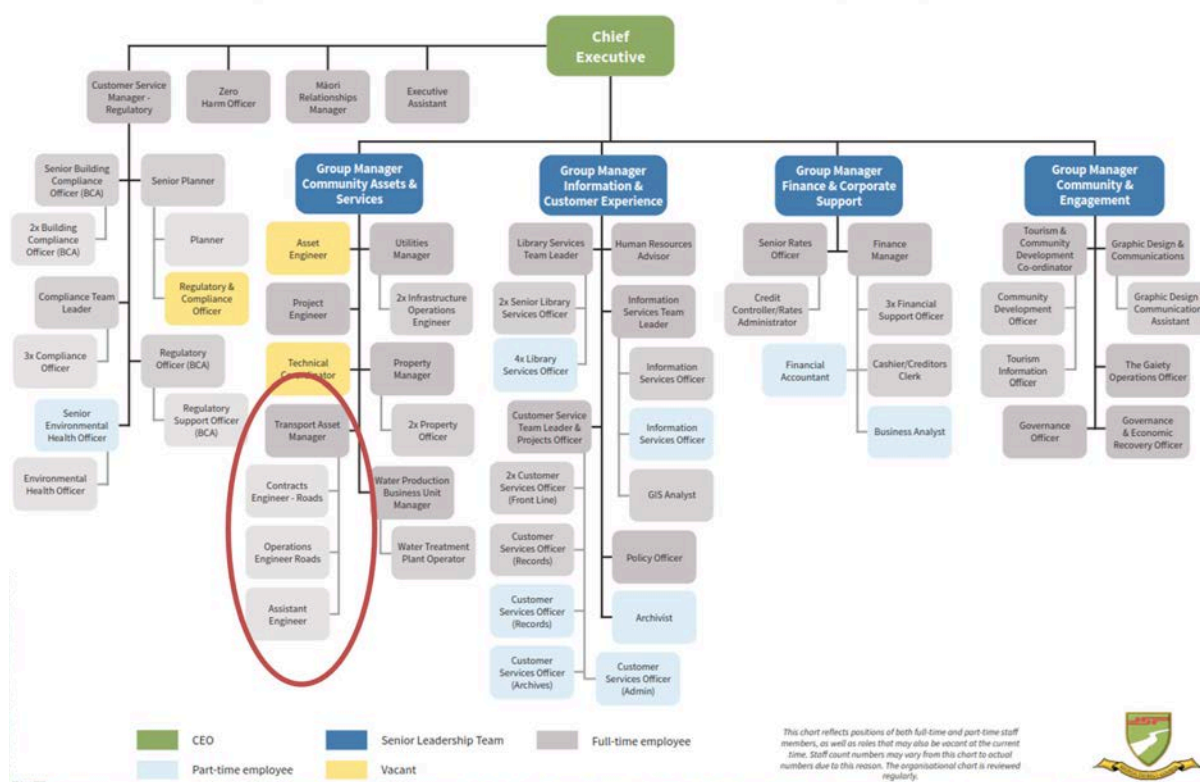 Chief
Executive
Customer Service
Manager -
Regulatory
Zero
Harm Officer
Māori
Relationships
Manager
Executive
Assistant
Senior Building
Compliance
Officer (BCA)
Senior Planner
2x Building
Compliance
Officer (BCA)
Planner
Regulatory &
Compliance
Officer
Compliance Team
Leader
3x Compliance
Officer
Regulatory
Officer (BCA)
Senior
Environmental
Health Officer
Regulatory
Support Officer
(BCA)
Environmental
Health Officer
Group Manager
Community Assets &
Services
Asset
Engineer
Utilities
Manager
Project
Engineer
2x Infrastructure
Operations
Engineer
Technical
Property
Manager
Transport Asset
Manager
2x Property
Officer
Contracts
Engineer - Roads
Water Production
Business Unit
Manager
Operations
Engineer Roads
Water Treatment
Plant Operator
Assistant
Engineer
Group Manager
Information &
Customer Experience
Library Services
Team Leader
Human Resources
Advisor
2x Senior Library
Services Officer
Information
Services Team
Leader
4x Library
Services Officer
Information
Services Officer
Customer Service
Team Leader &
Projects Officer
Information
Services Officer
2x Customer
Services Officer
(Front Line)
GIS Analyst
Customer
Services Officer
(Records)
Policy Officer
Customer
Services Officer
(Records)
Archivist
Customer
Services Officer
(Archives)
Customer
Services Officer
(Admin)
Group Manager
Finance & Corporate
Support
Senior Rates
Officer
Finance
Manager
Credit
Controller/Rates
Administrator
3x Financial
Support Officer
Financial
Accountant
Cashier/Creditors
Clerk
Business Analyst
Group Manager
Community &
Engagement
Tourism &
Community
Development
Co-ordinator
Graphic Design &
Communications
Community
Development
Officer
Graphic Design
Communication
Assistant
Tourism
Information
Officer
The Gaiety
Operations Officer
Governance
Officer
Governance
& Economic
Recovery Officer
CEO
Senior Leadership Team
Full-time employee
Part-time employee
Vacant
This chart reflects positions of both full-time and part-time staff
members, as well as roles that may also be vacant at the current
time. Staff count numbers may vary from this chart to actual
numbers due to this reason. The organisational chart is reviewed
regularly.